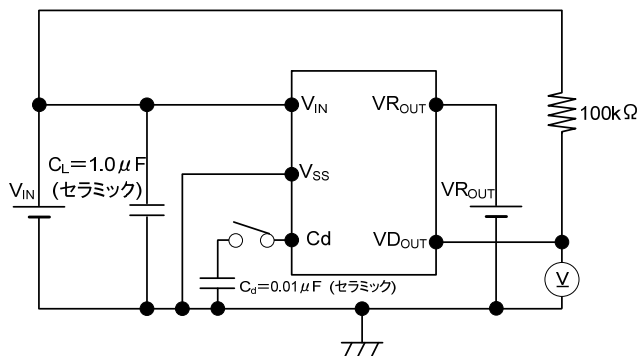 V_IN
C_L=1.0μF
(セラミック)
V_IN
V_SS
Cd
VR_OUT
VD_OUT
C_d=0.01μF (セラミック)
VR_OUT
100kΩ
V